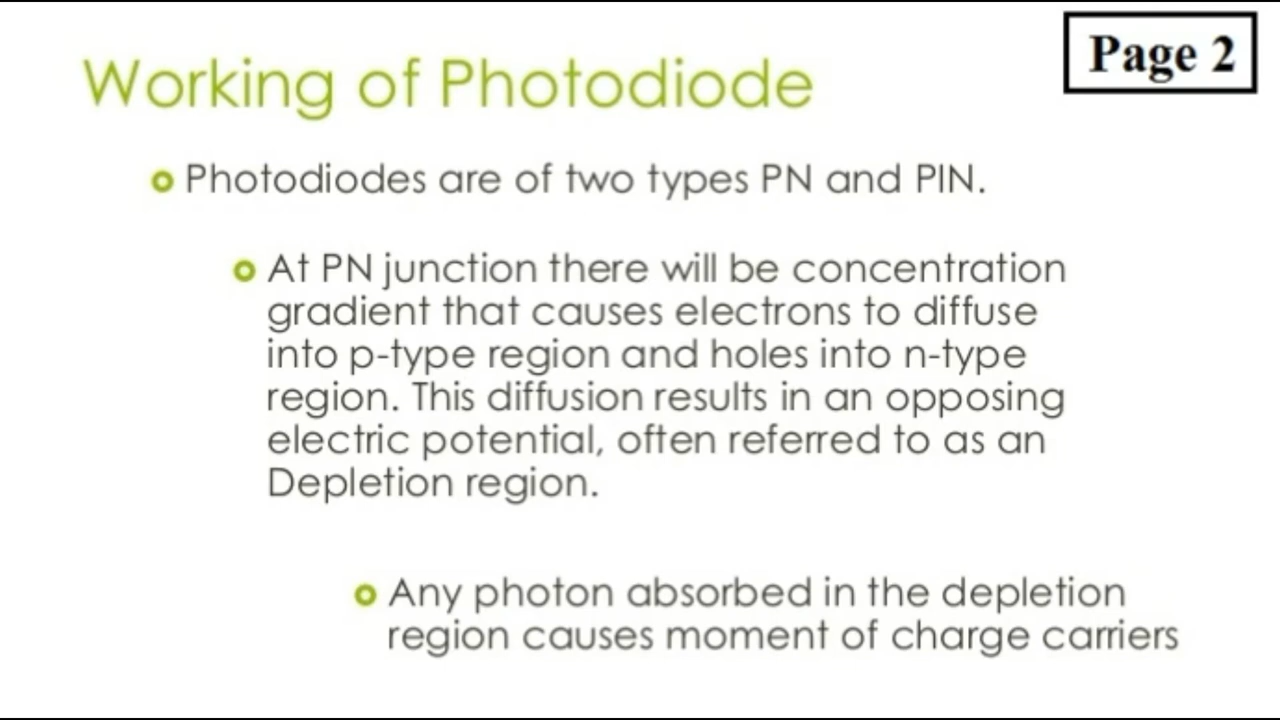 Page 2
Working of Photodiode
Photodiodes are of two types PN and PIN.
At PN junction there will be concentration
gradient that causes electrons to diffuse
into p-type region and holes into n-type
region. This diffusion results in an opposing
electric potential, often referred to as an
Depletion region.
Any photon absorbed in the depletion
region causes moment of charge carriers